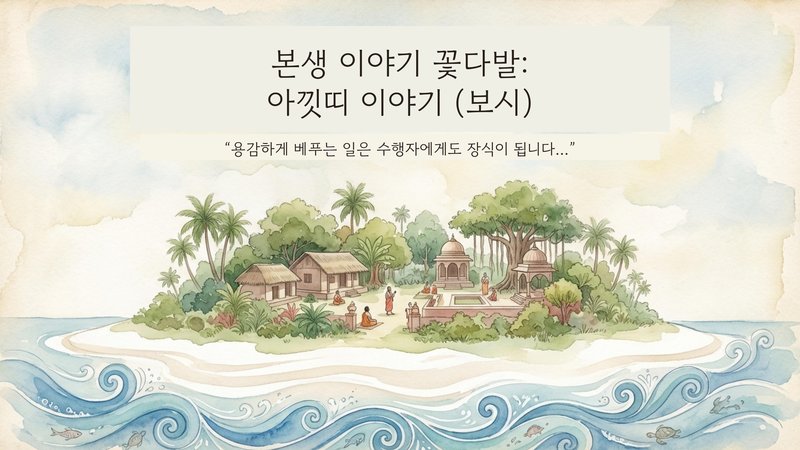 본생 이야기 꽃다발:
아낏띠 이야기 (보시)
“용감하게 베푸는 일은 수행자에게도 장식이 됩니다...”